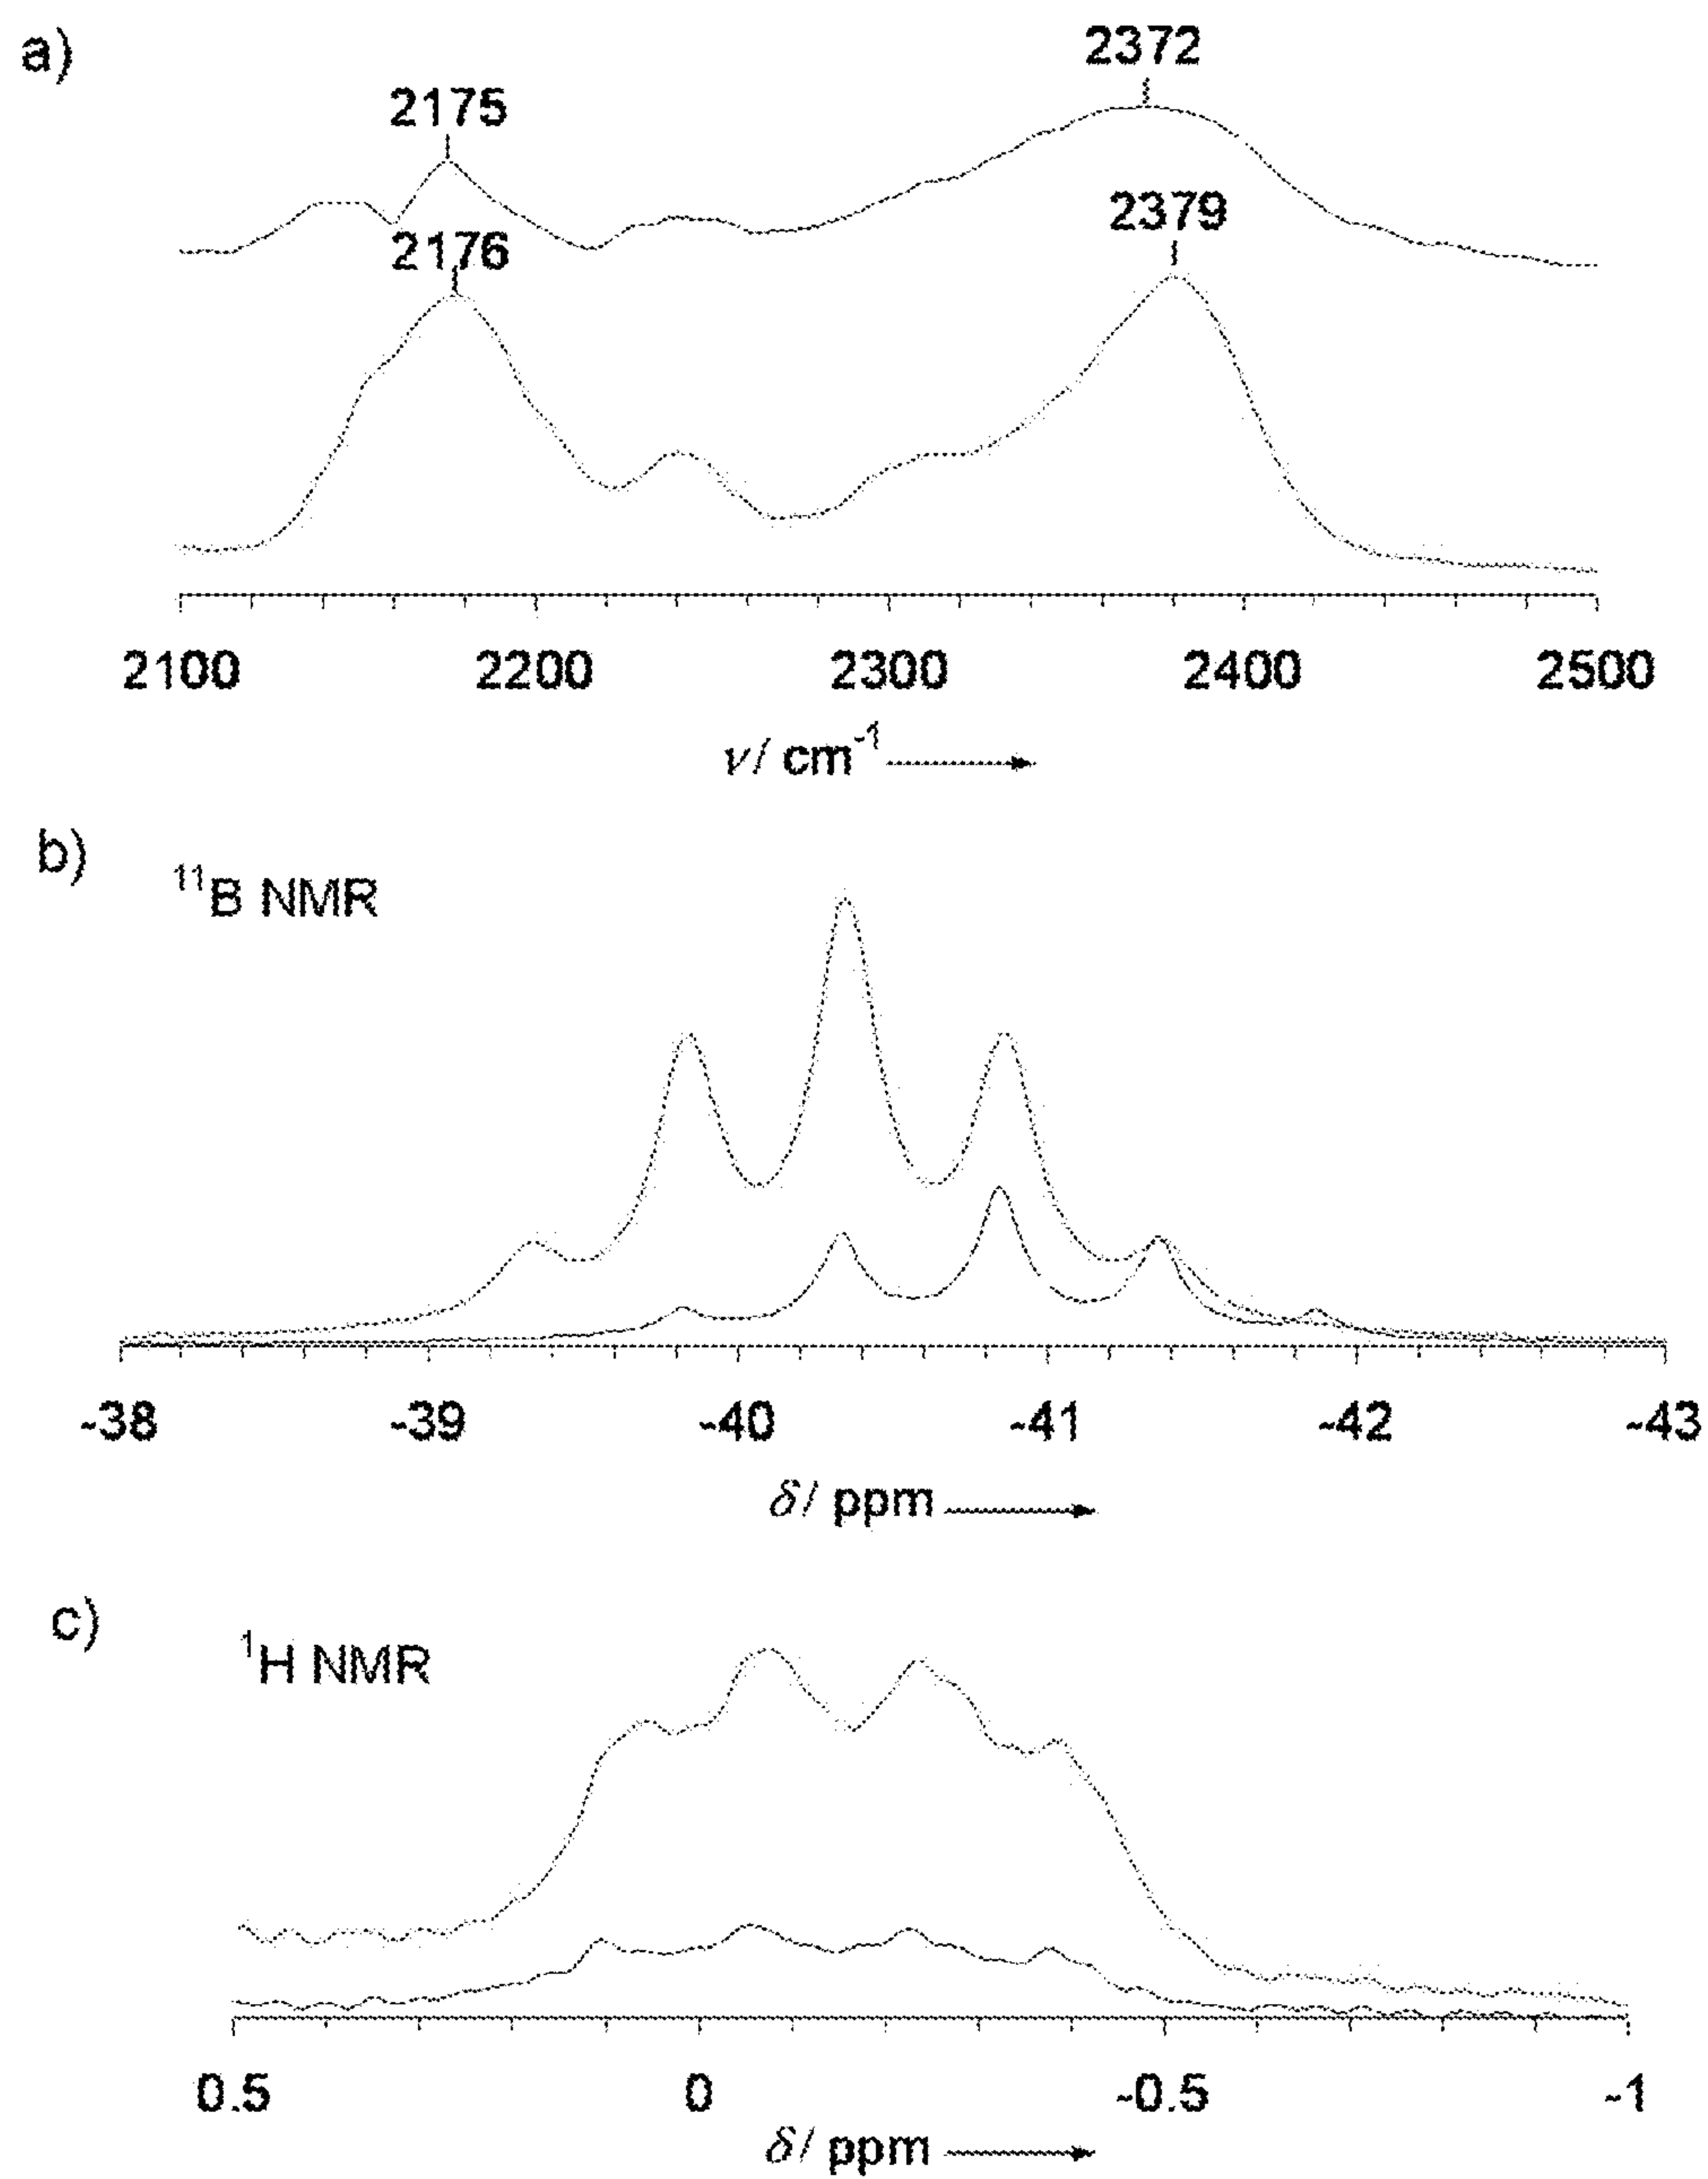 a)
2372
2175
2379
2176
2100 2200 2300 2400 2500
ν/ cm-1
b)
11B NMR
-38 -39 -40 -41 -42 -43
δ/ ppm
c)
1H NMR
0.5 0 -0.5 -1
δ/ ppm